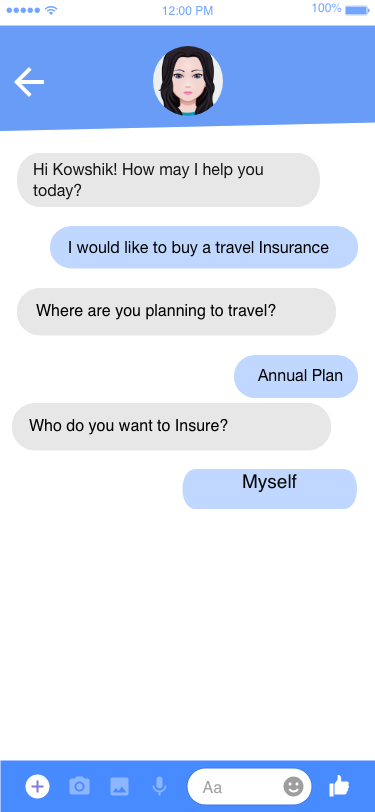 12:00 PM
100%
Hi Kowshik! How may I help you
today?
I would like to buy a travel Insurance
Where are you planning to travel?
Annual Plan
Who do you want to Insure?
Myself
Aa